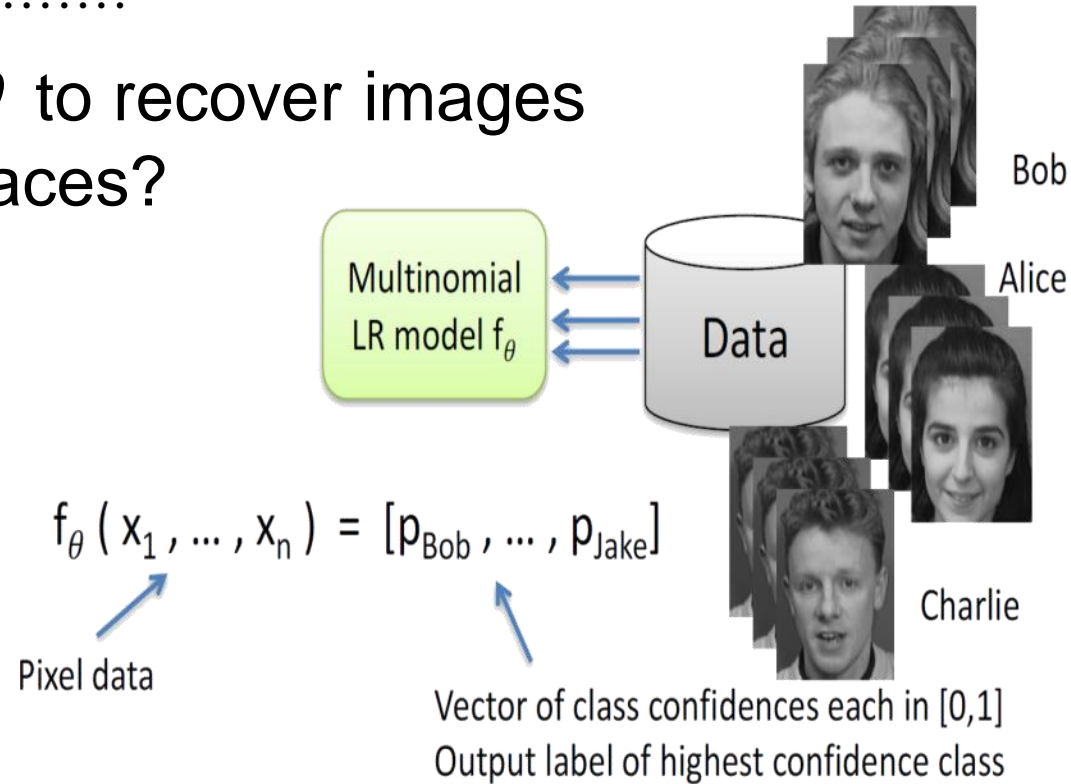 .......
to recover images
aces?
Bob
Alice
Multinomial
LR model fθ
Data
fθ ( x1 , ... , xn ) = [pBob , ... , pJake]
Charlie
Pixel data
Vector of class confidences each in [0,1]
Output label of highest confidence class